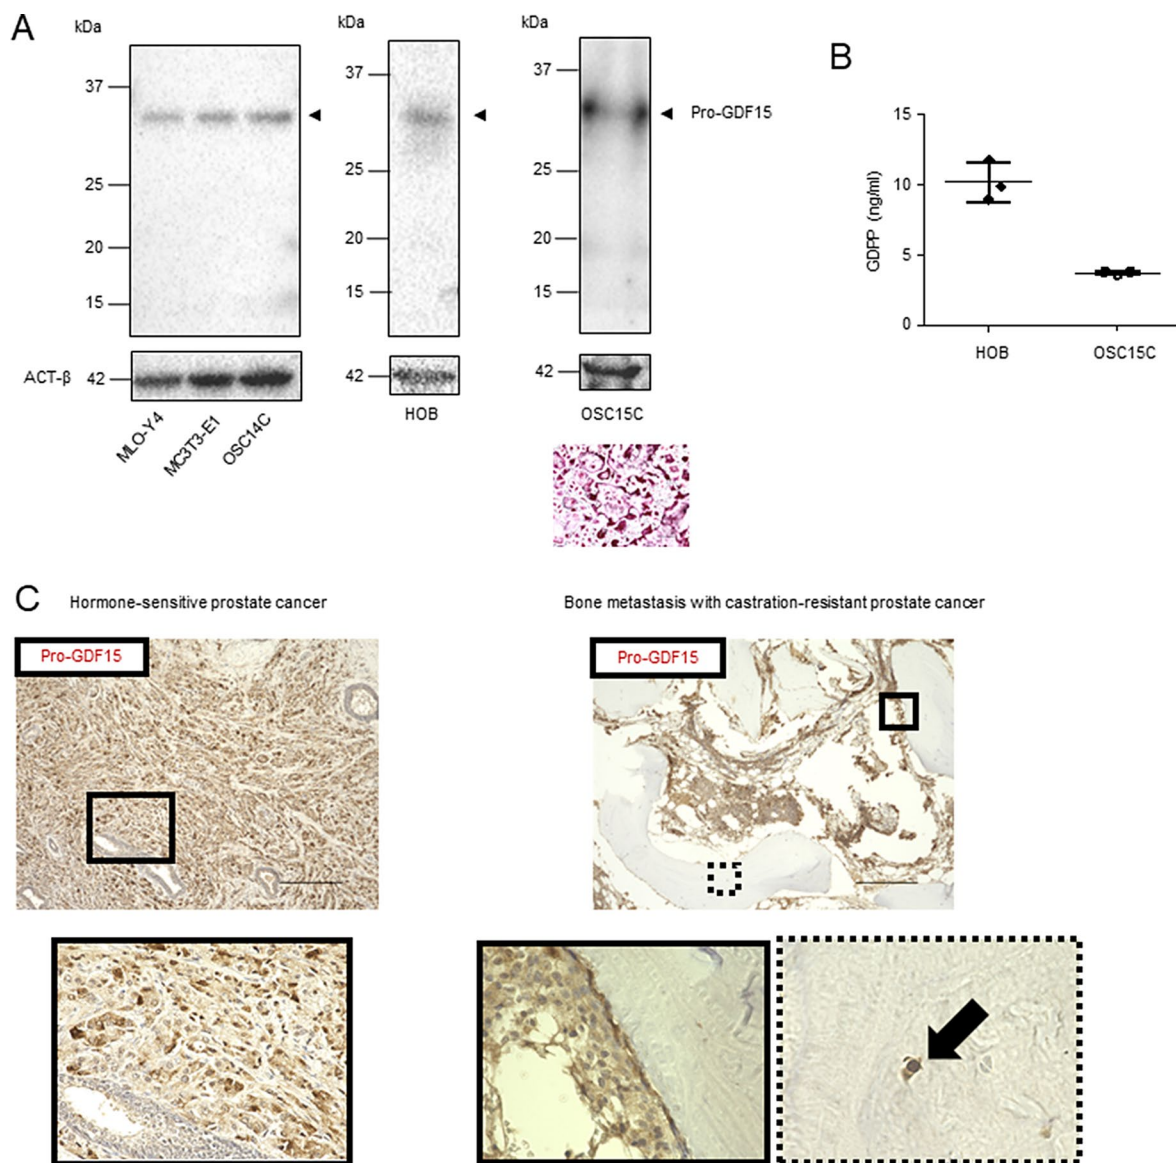 A
kDa
37
25
20
15
ACT-β 42
MLO-Y4
MC3T3-E1
OSC14C
kDa
37
25
20
15
42
HOB
kDa
37
25
20
15
42
OSC15C
Pro-GDF15
B
GDPP (ng/ml)
15
10
5
0
HOB
OSC15C
C
Hormone-sensitive prostate cancer
Pro-GDF15
Bone metastasis with castration-resistant prostate cancer
Pro-GDF15